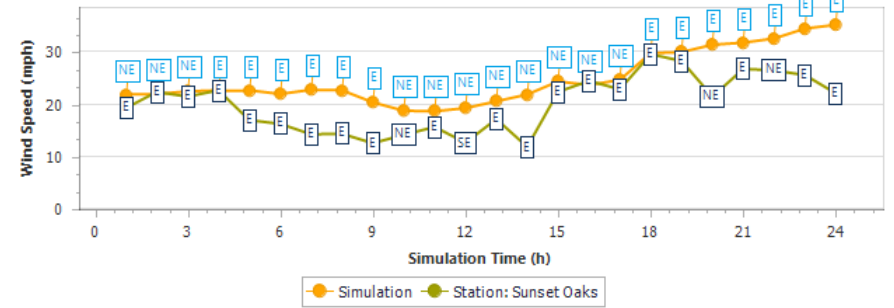 Wind Speed (mph)
30
20
10
0
NE NE NE E E E E E E NE NE NE NE NE NE NE NE E E E E E E E
E E E E E E E E E NE E SE E E E E E E E NE E NE E E
0 3 6 9 12 15 18 21 24
Simulation Time (h)
Simulation Station: Sunset Oaks